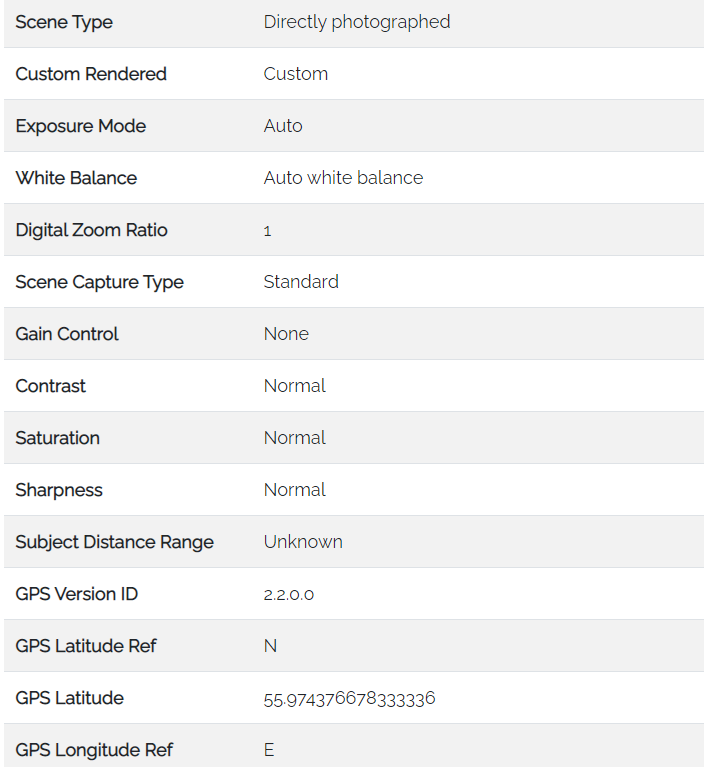 Scene Type Directly photographed
Custom Rendered Custom
Exposure Mode Auto
White Balance Auto white balance
Digital Zoom Ratio 1
Scene Capture Type Standard
Gain Control None
Contrast Normal
Saturation Normal
Sharpness Normal
Subject Distance Range Unknown
GPS Version ID 2.2.0.0
GPS Latitude Ref N
GPS Latitude 55.974376678333336
GPS Longitude Ref E